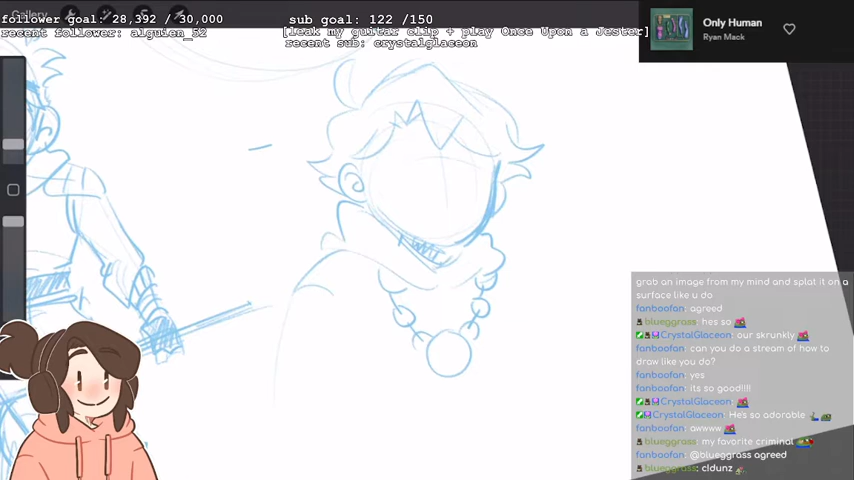 Gallery
follower goal: 28,392 / 30,000
recent follower: alguien_52
sub goal: 122 /150
[leak my guitar clip + play Once Upon a Jester]
recent sub: crystalglaceon
Only Human
Ryan Mack
grab an image from my mind and splat it on a
surface like u do
fanboofan: agreed
blueggrass: hes so
CrystalGlaceon: our skrunkly
fanboofan: can you do a stream of how to
draw like you do?
fanboofan: yes
fanboofan: its so good!!!!
CrystalGlaceon:
CrystalGlaceon: He's so adorable
fanboofan: awwww
blueggrass: my favorite criminal
fanboofan: @blueggrass agreed
blueggrass: cldunz